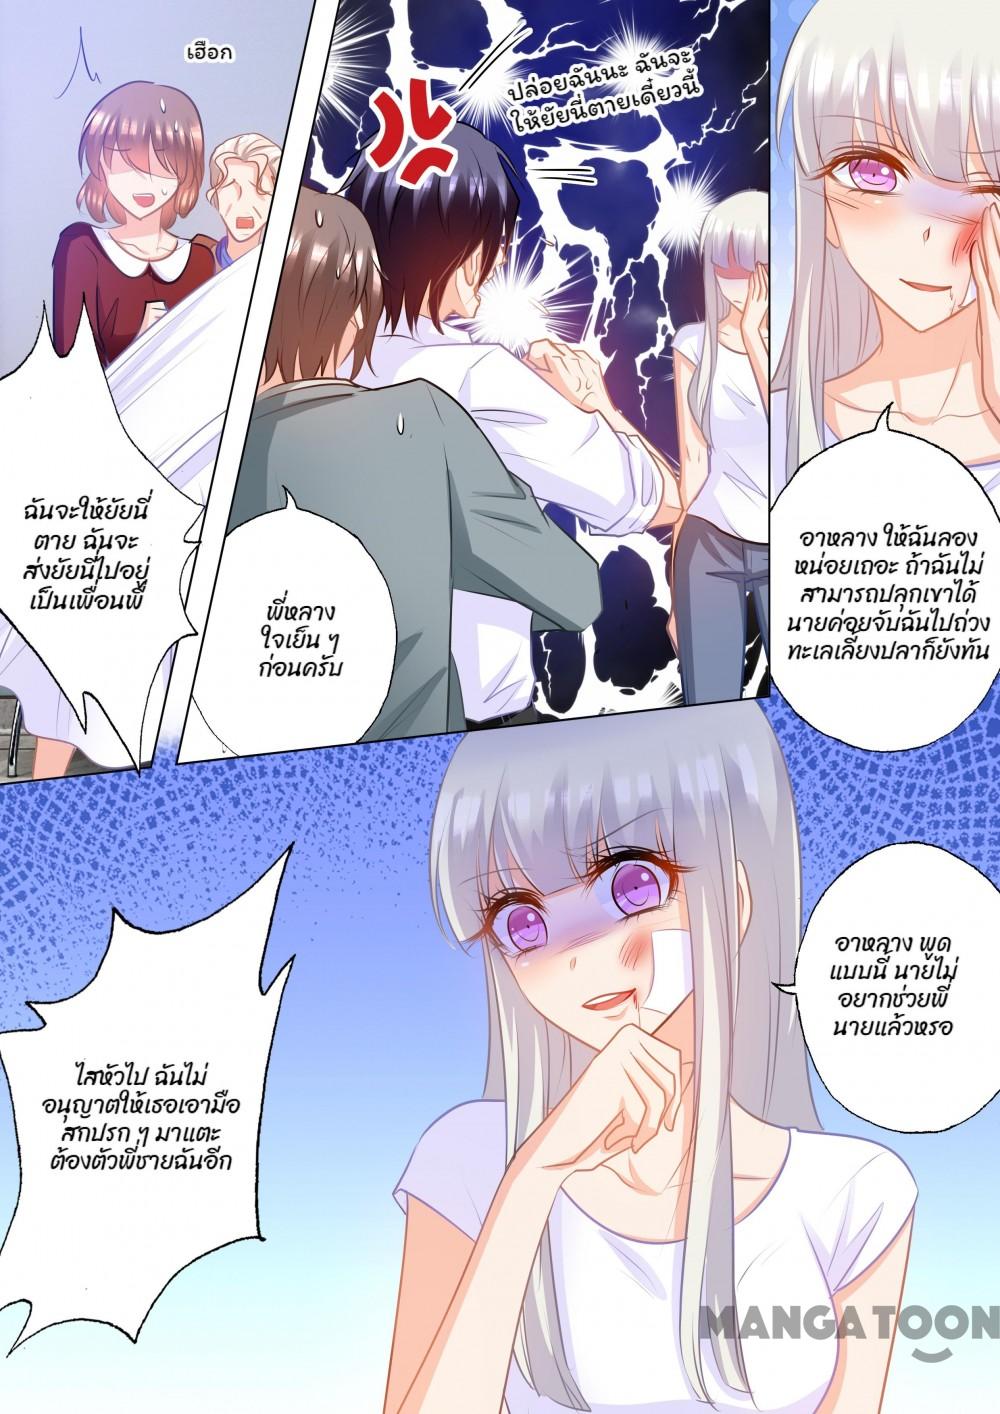 เฮือก
ฉันจะให้ยัยนี่
ตาย ฉันจะ
ส่งยัยนี่ไปอยู่
เป็นเพื่อนพี่
ปล่อยฉันนะ ฉันจะ
ให้ยัยนี่ตายเดี๋ยวนี้
พี่หลาง
ใจเย็น ๆ
ก่อนครับ
อาหลาง ให้ฉันลอง
หน่อยเถอะ ถ้าฉันไม่
สามารถปลุกเขาได้
นายค่อยจับฉันไปถ่วง
ทะเลเลี้ยงปลาก็ยังทัน
ไสหัวไป ฉันไม่
อนุญาตให้เธอเอามือ
สกปรก ๆ มาแตะ
ต้องตัวพี่ชายฉันอีก
อาหลาง พูด
แบบนี้ นายไม่
อยากช่วยพี่
นายแล้วหรอ
MANGATOON